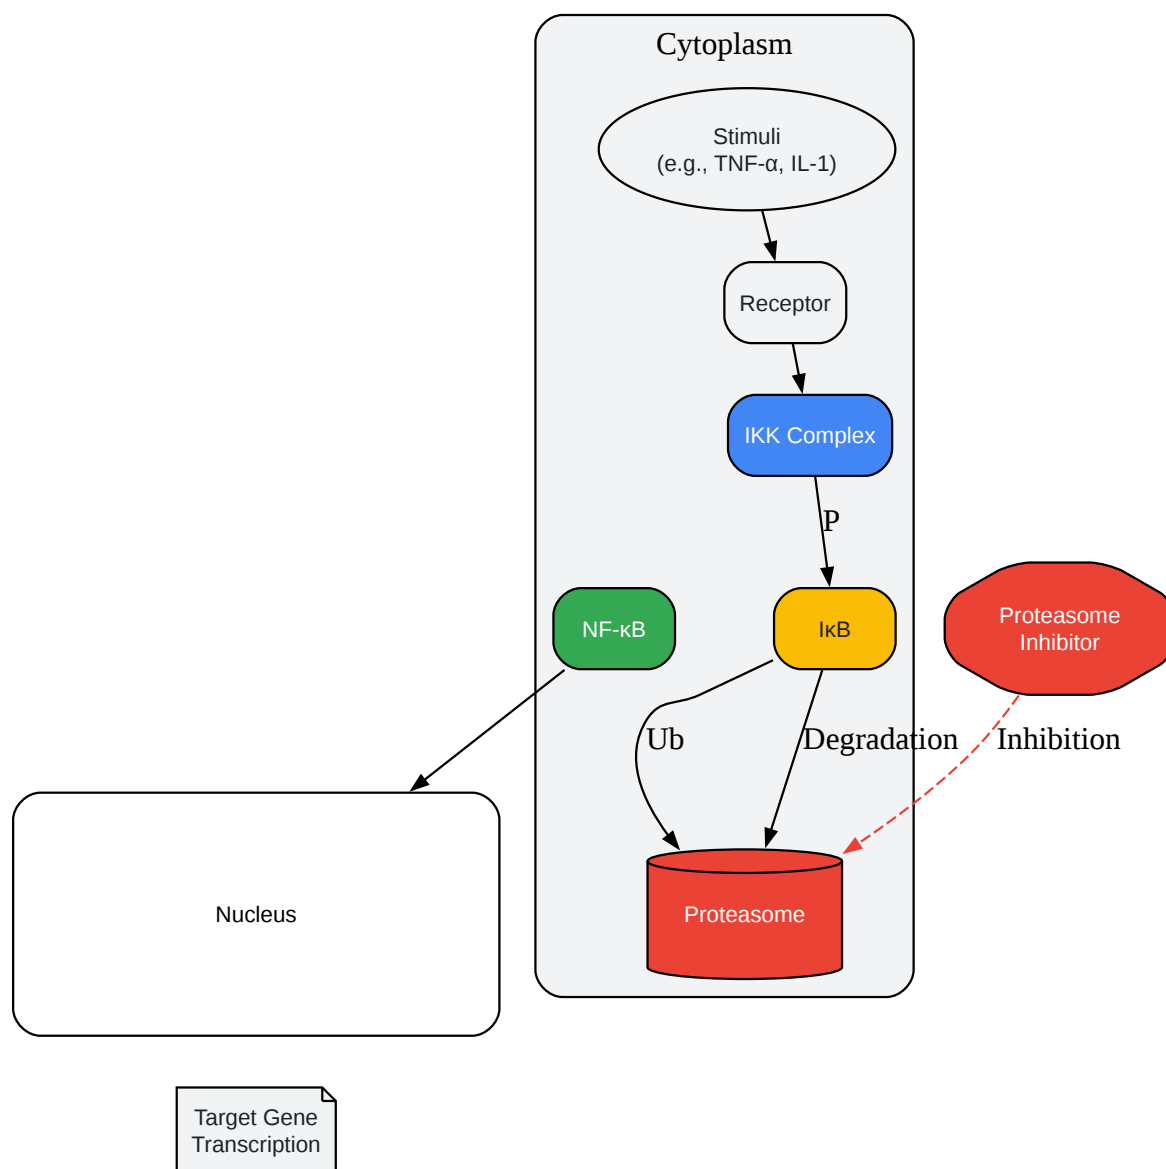 Cytoplasm
Stimuli
(e.g., TNF-α, IL-1)
Receptor
IKK Complex
P
NF-κB
IκB
Proteasome
Inhibitor
Ub
Degradation
Inhibition
Nucleus
Proteasome
Target Gene
Transcription